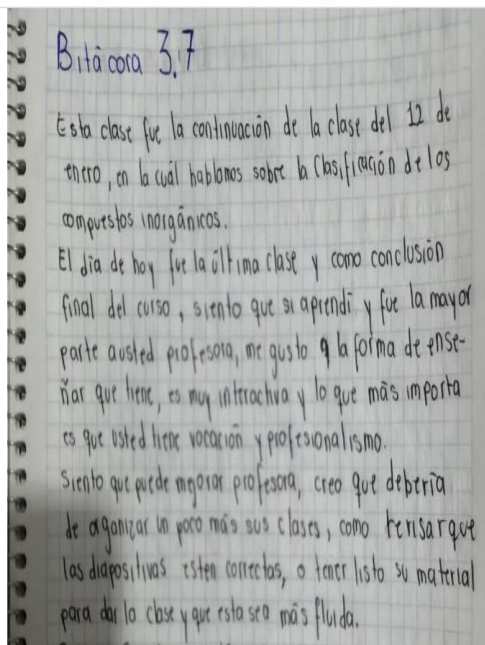 Bitácora 3.7
Esta clase fue la continuación de la clase del 12 de
enero, en la cuál hablamos sobre la Clasificación de los
compuestos inorgánicos.
El día de hoy fue la última clase y como conclusión
final del curso, siento que si aprendi y fue la mayor
parte austed profesora, me gusto la forma de ense-
ñar que tiene, es muy interactiva y lo que más importa
es que usted tiene vocación y profesionalismo.
Siento que puede mejorar profesora, creo que debería
de organizar un poco más sus clases, como revisar que
las diapositivas esten correctas, o tener listo su material
para dar la clase y que esta sea más fluida.